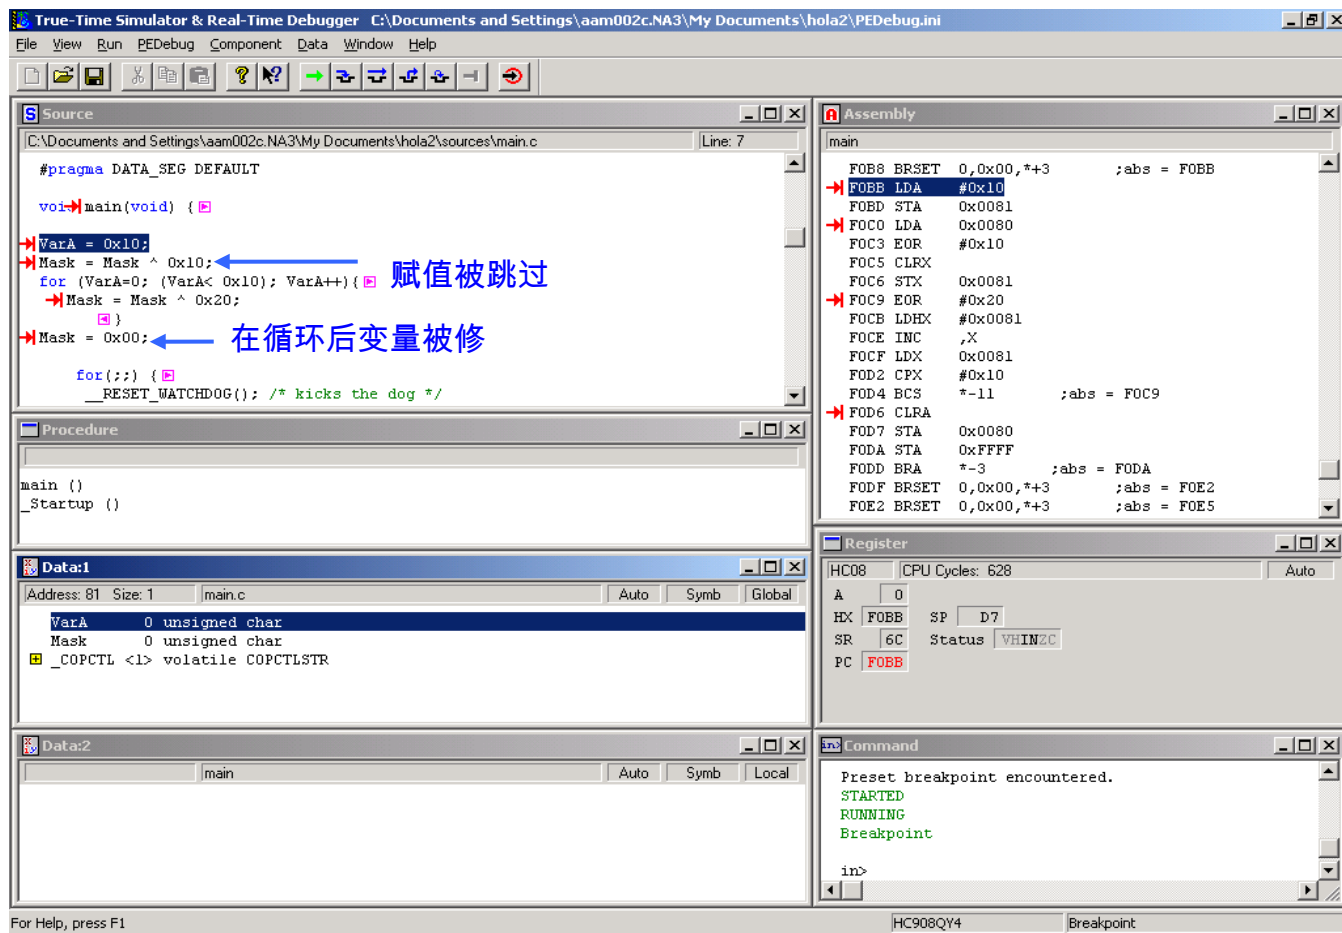 True-Time Simulator & Real-Time Debugger C:\Documents and Settings\aam002c.NA3\My Documents\hola2\PEDebug.ini
File View Run PEDebug Component Data Window Help
Source
C:\Documents and Settings\aam002c.NA3\My Documents\hola2\sources\main.c Line: 7
#pragma DATA_SEG DEFAULT
voi main(void) {
VarA = 0x10;
Mask = Mask ^ 0x10;
赋值被跳过
for (VarA=0; (VarA< 0x10); VarA++){
Mask = Mask ^ 0x20;
}
Mask = 0x00;
在循环后变量被修
for(;;) {
__RESET_WATCHDOG(); /* kicks the dog */
Assembly
main
F0B8 BRSET 0,0x00,*+3 ;abs = F0BB
F0BB LDA #0x10
F0BD STA 0x0081
F0C0 LDA 0x0080
F0C3 EOR #0x10
F0C5 CLRX
F0C6 STX 0x0081
F0C9 EOR #0x20
F0CB LDHX #0x0081
F0CE INC ,X
F0CF LDX 0x0081
F0D2 CPX #0x10
F0D4 BCS *-11 ;abs = F0C9
F0D6 CLRA
F0D7 STA 0x0080
F0DA STA 0xFFFF
F0DD BRA *-3 ;abs = F0DA
F0DF BRSET 0,0x00,*+3 ;abs = F0E2
F0E2 BRSET 0,0x00,*+3 ;abs = F0E5
Procedure
main ()
_Startup ()
Register
HC08 CPU Cycles: 628 Auto
A 0
HX F0BB SP D7
SR 6C Status VHINZC
PC F0BB
Data:1
Address: 81 Size: 1 main.c Auto Symb Global
VarA 0 unsigned char
Mask 0 unsigned char
_COPCTL <1> volatile COPCTLSTR
Data:2
main Auto Symb Local
Command
Preset breakpoint encountered.
STARTED
RUNNING
Breakpoint
in>
For Help, press F1 HC908QY4 Breakpoint